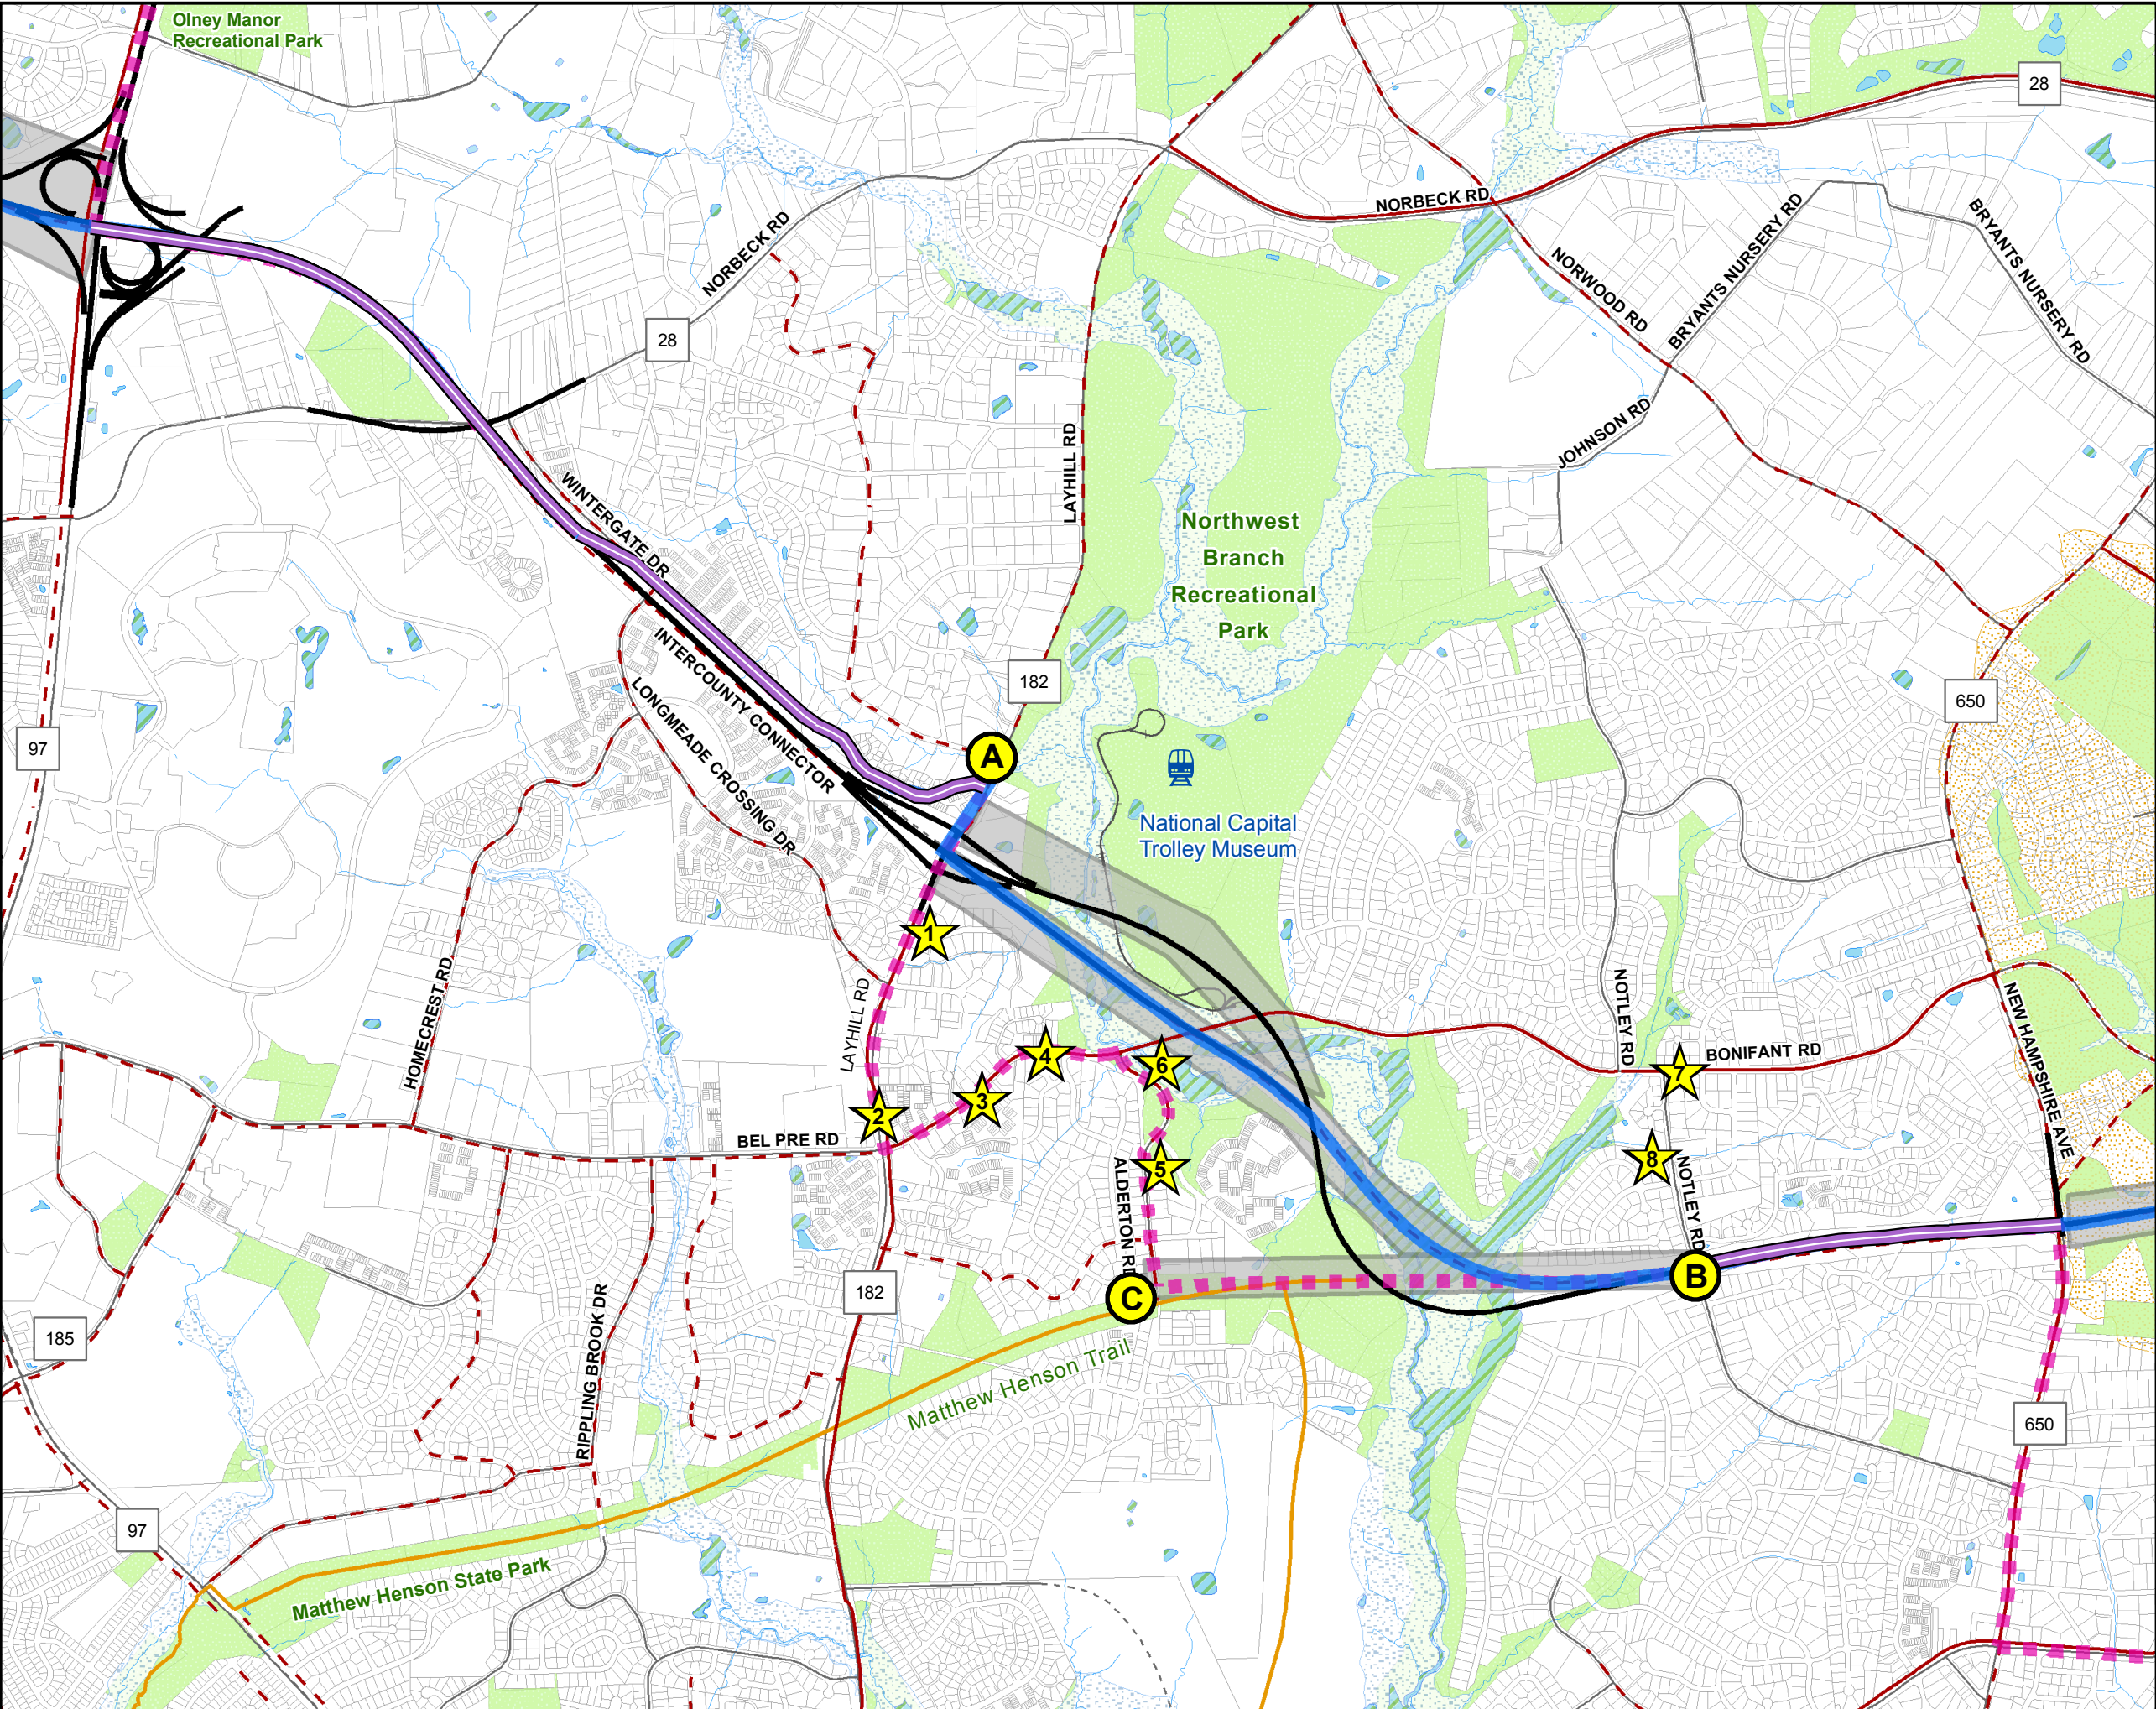 Olney Manor
Recreational Park
28
NORBECK RD
BRYANTS NURSERY RD
BRYANTS NURSERY RD
NORBECK RD
NORWOOD RD
28
JOHNSON RD
LAYHILL RD
WINTERGATE DR
Northwest
Branch
Recreational
Park
INTERCOUNTY CONNECTOR
LONGMEADE CROSSING DR
182
650
97
A
National Capital
Trolley Museum
1
HOMECREST RD
LAYHILL RD
NOTLEY RD
NEW HAMPSHIRE AVE
4
6
BONIFANT RD
7
3
2
BEL PRE RD
5
8
ALDERTON RD
NOTLEY RD
B
C
182
185
RIPPLING BROOK DR
Matthew Henson Trail
650
97
Matthew Henson State Park